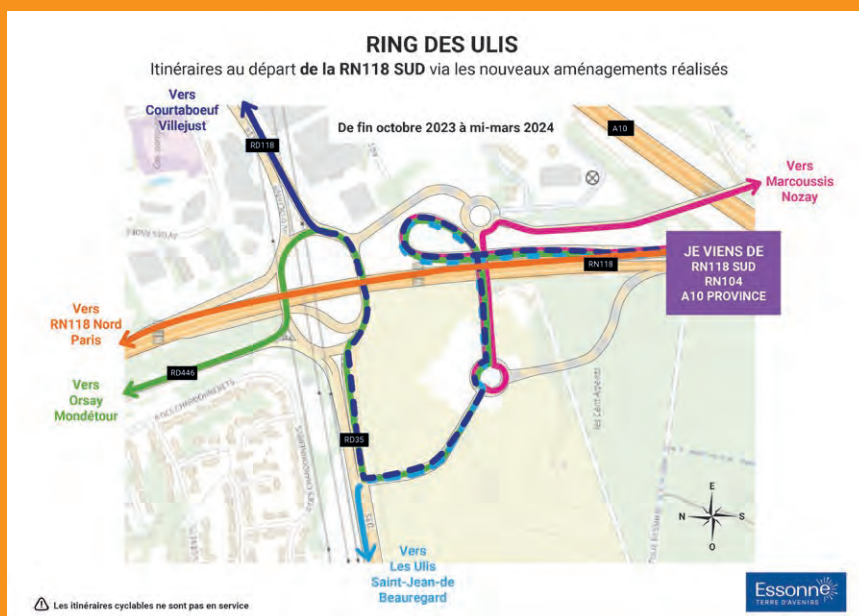 RING DES ULIS
Itinéraires au départ de la RN118 SUD via les nouveaux aménagements réalisés
Vers
Courtaboeuf
Villejust
De fin octobre 2023 à mi-mars 2024
RD118
A10
Vers
Marcoussis
Nozay
JE VIENS DE
RN118 SUD
RN104
A10 PROVINCE
RN118
Vers
RN118 Nord
Paris
RD446
Vers
Orsay
Mondétour
RD35
les Cent Arpents
Vers
Les Ulis
Saint-Jean-de
Beauregard
E
N
S
O
Les itinéraires cyclables ne sont pas en service
Essonne
TERRE D'AVENIRS